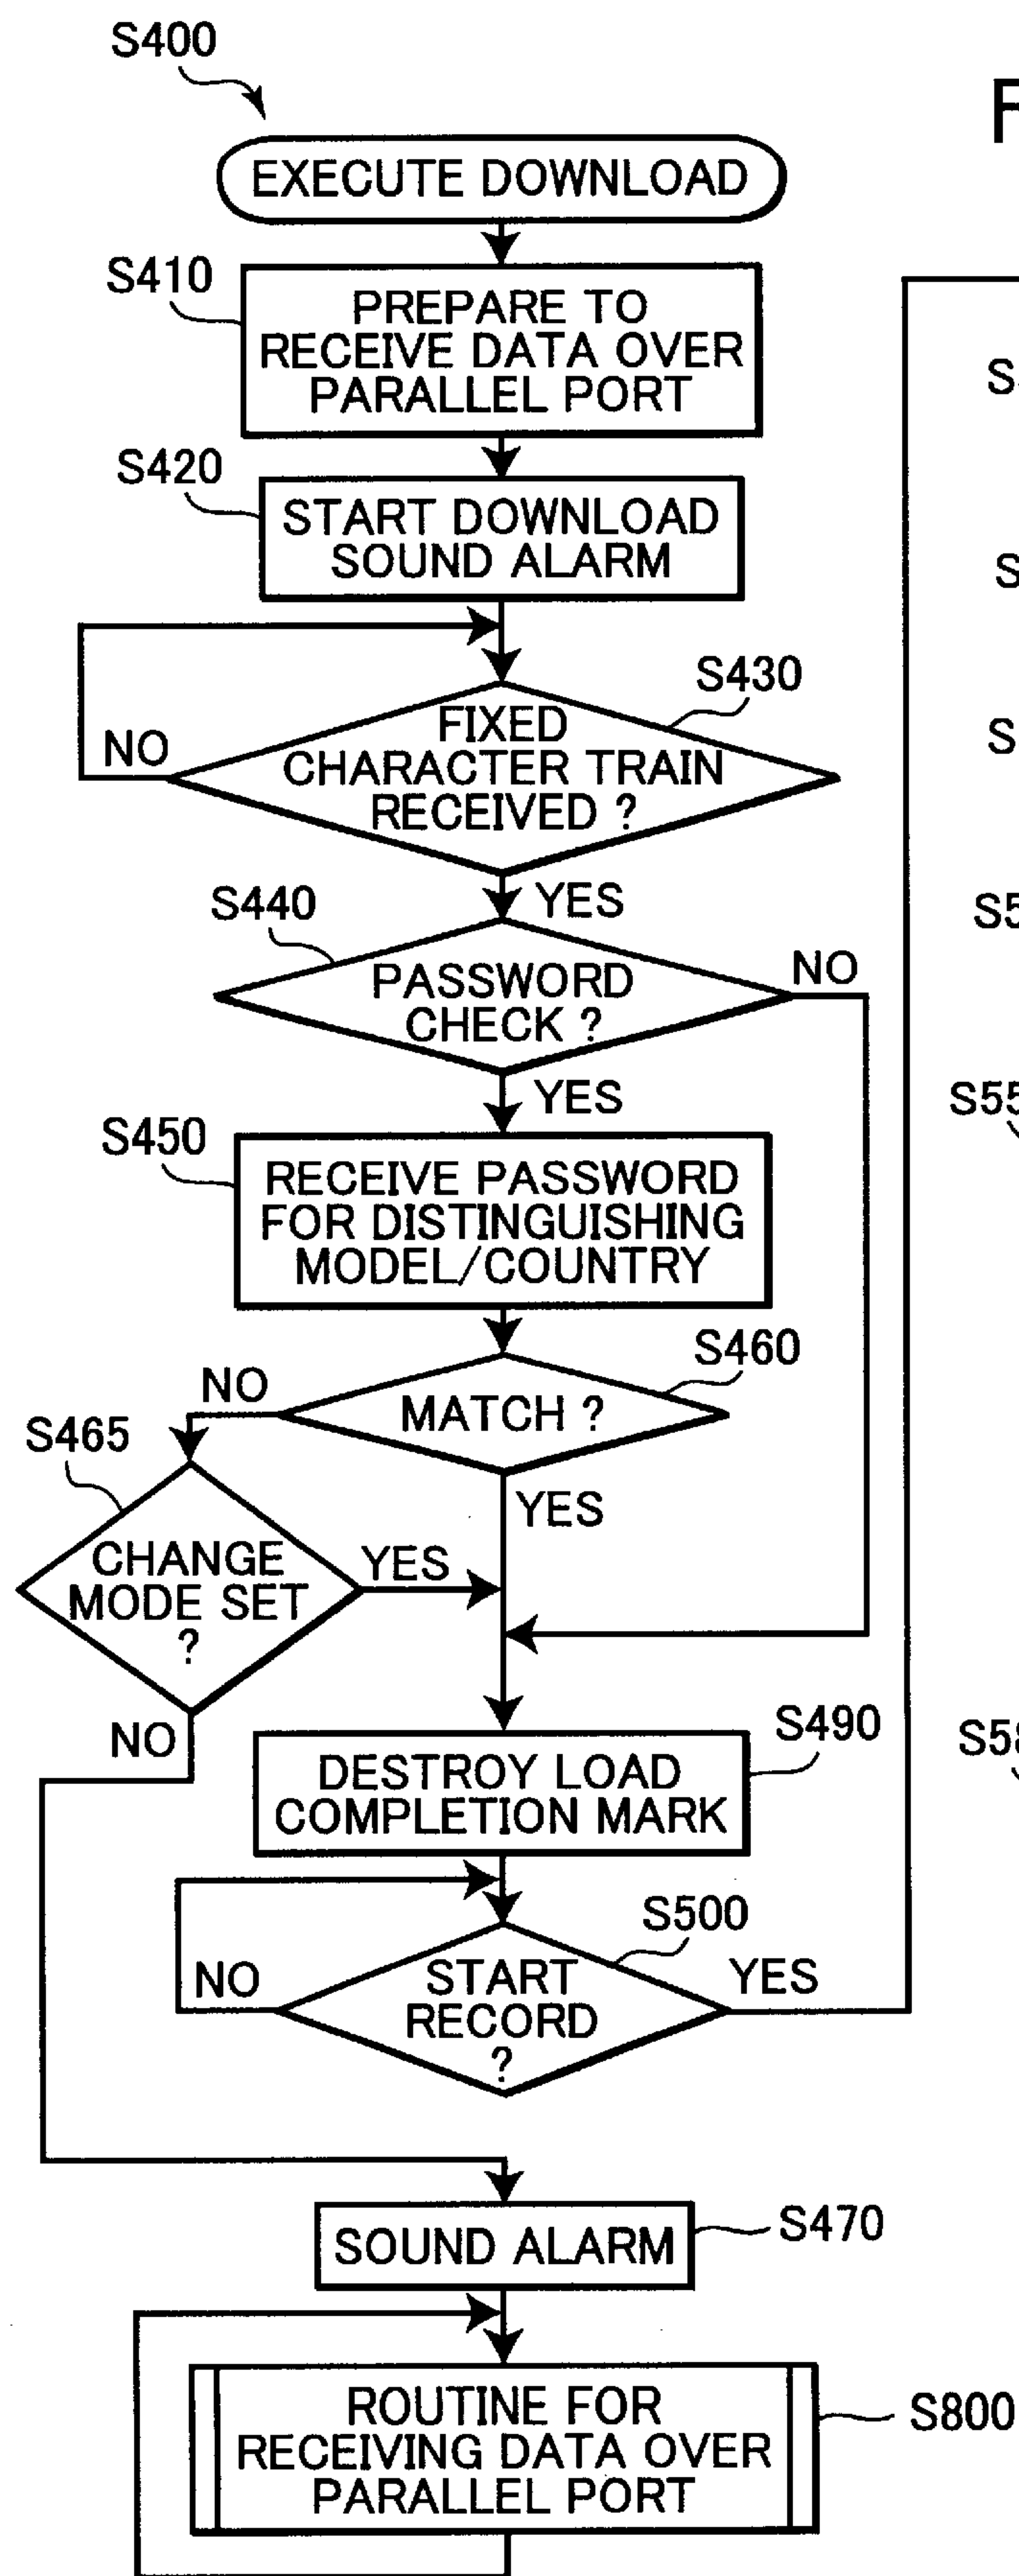 S400
F
EXECUTE DOWNLOAD
S410
PREPARE TO
RECEIVE DATA OVER
PARALLEL PORT
S420
START DOWNLOAD
SOUND ALARM
S430
FIXED
CHARACTER TRAIN
RECEIVED ?
NO
YES
S440
PASSWORD
CHECK ?
NO
YES
S450
RECEIVE PASSWORD
FOR DISTINGUISHING
MODEL/COUNTRY
S460
MATCH ?
NO
YES
S465
CHANGE
MODE SET
?
YES
NO
S490
DESTROY LOAD
COMPLETION MARK
S500
START
RECORD
?
NO
YES
SOUND ALARM
S470
ROUTINE FOR
RECEIVING DATA OVER
PARALLEL PORT
S800
S
S
S
S5
S55
S58